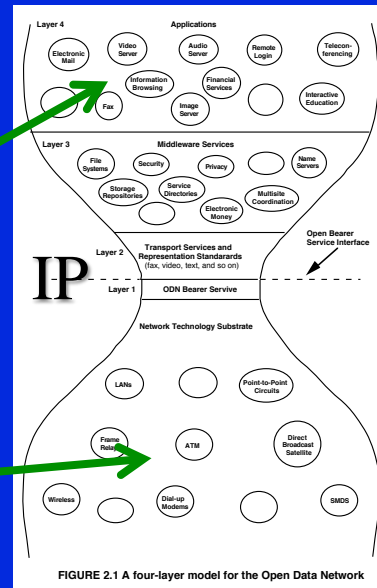 Layer 4
Applications
Electronic
Mail
Video
Server
Audio
Server
Remote
Login
Telecon-
ferencing
Information
Browsing
Financial
Services
Fax
Image
Server
Interactive
Education
Layer 3
Middleware Services
File
Systems
Security
Privacy
Name
Servers
Storage
Repositories
Service
Directories
Multisite
Coordination
Electronic
Money
Layer 2
Transport Services and
Representation Standarards
(fax, video, text, and so on)
Open Bearer
Service Interface
IP
Layer 1
ODN Bearer Servive
Network Technology Substrate
LANs
Point-to-Point
Circuits
Frame
Relay
ATM
Direct
Broadcast
Satellite
Wireless
Dial-up
Modems
SMDS
FIGURE 2.1 A four-layer model for the Open Data Network